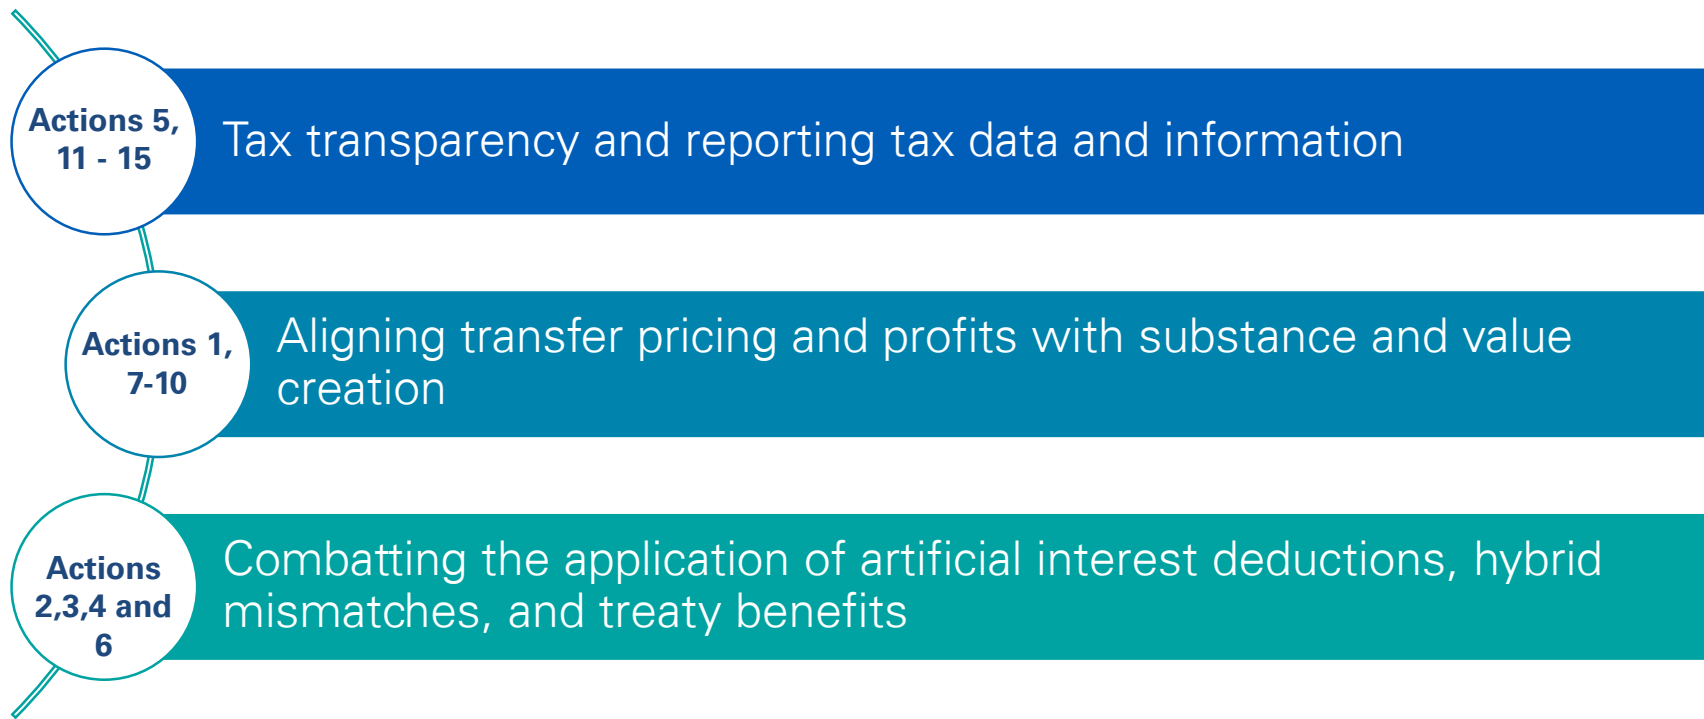 Actions 5,
11 - 15
Tax transparency and reporting tax data and information
Actions 1,
7-10
Aligning transfer pricing and profits with substance and value
creation
Actions
2,3,4 and
6
Combatting the application of artificial interest deductions, hybrid
mismatches, and treaty benefits